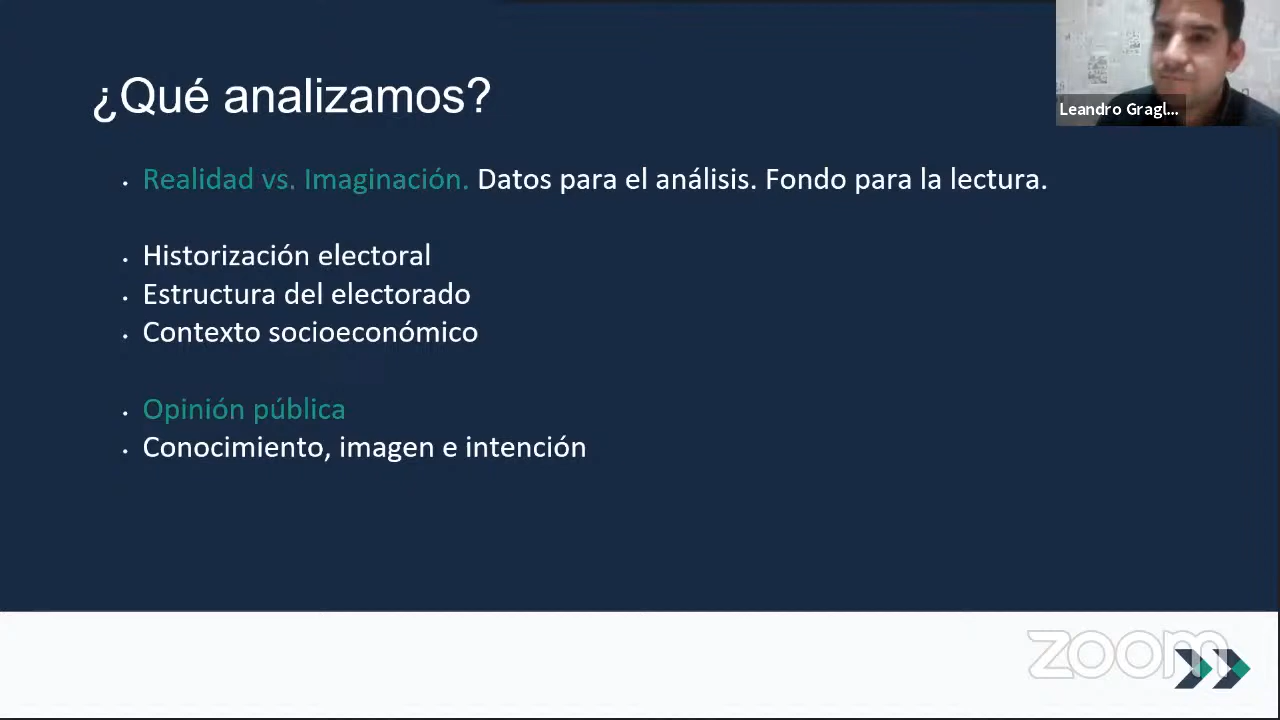 ¿Qué analizamos?
Leandro Gragl...
• Realidad vs. Imaginación. Datos para el análisis. Fondo para la lectura.
• Historización electoral
• Estructura del electorado
• Contexto socioeconómico
• Opinión pública
• Conocimiento, imagen e intención
zoom